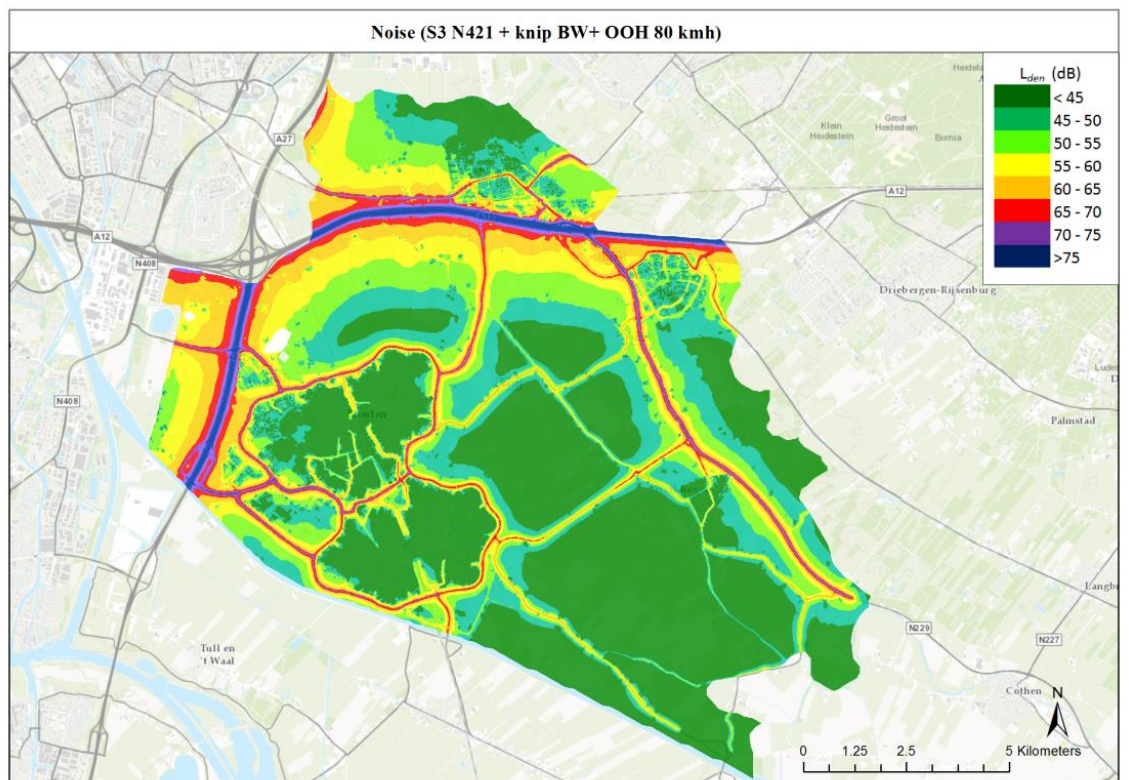 Noise (S3 N421 + knip BW+ OOH 80 kmh)
L_den (dB)
< 45
45 - 50
50 - 55
55 - 60
60 - 65
65 - 70
70 - 75
>75
Klein
Heidestein
Groot
Heidestein
Bornia
A27
A12
A12
N408
Driebergen-Rijsenburg
N408
Palmstad
Tull en
't Waal
N229
N227
Cothen
N
0 1.25 2.5 5 Kilometers